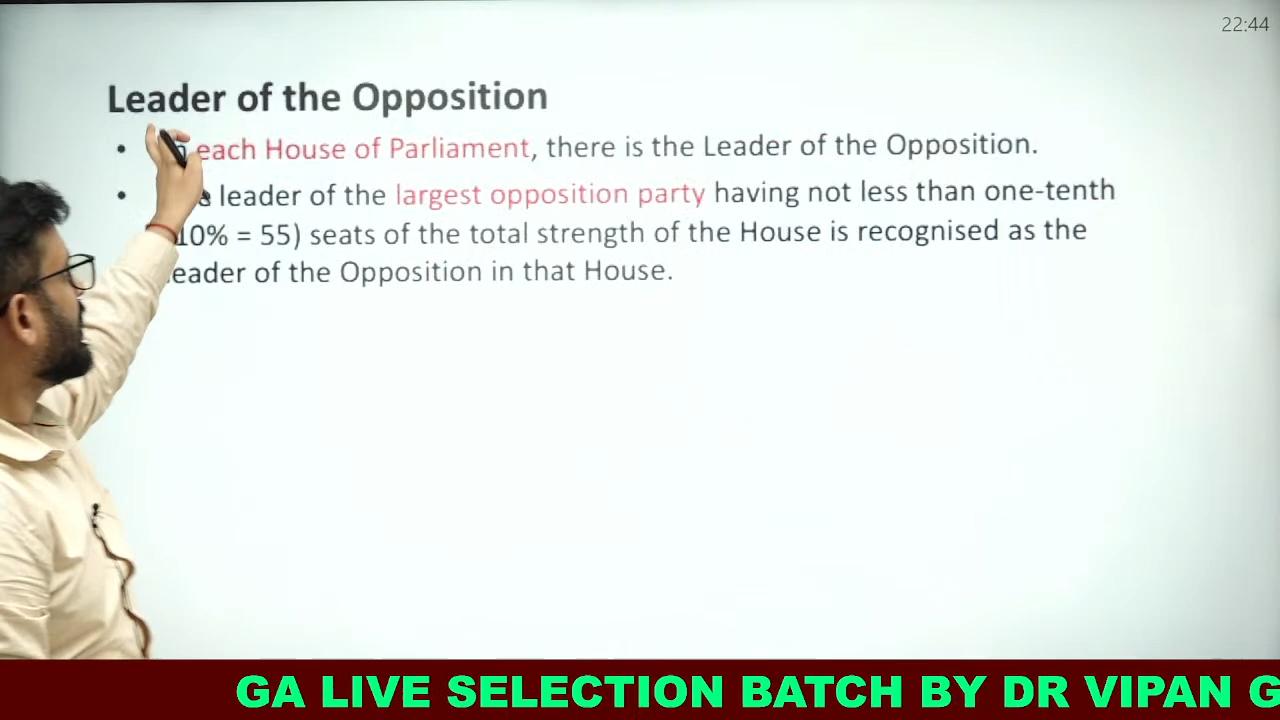 22:44
Leader of the Opposition
• each House of Parliament, there is the Leader of the Opposition.
• leader of the largest opposition party having not less than one-tenth
10% = 55) seats of the total strength of the House is recognised as the
eader of the Opposition in that House.
GA LIVE SELECTION BATCH BY DR VIPAN G